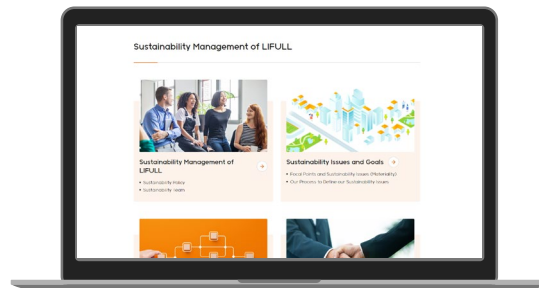 Sustainability Management of LIFULL
Sustainability Management of
LIFULL
• Sustainability Policy
• Sustainability Team
Sustainability Issues and Goals
• Focal Points and Sustainability Issues (Materiality)
• Our Process to Define our Sustainability Issues